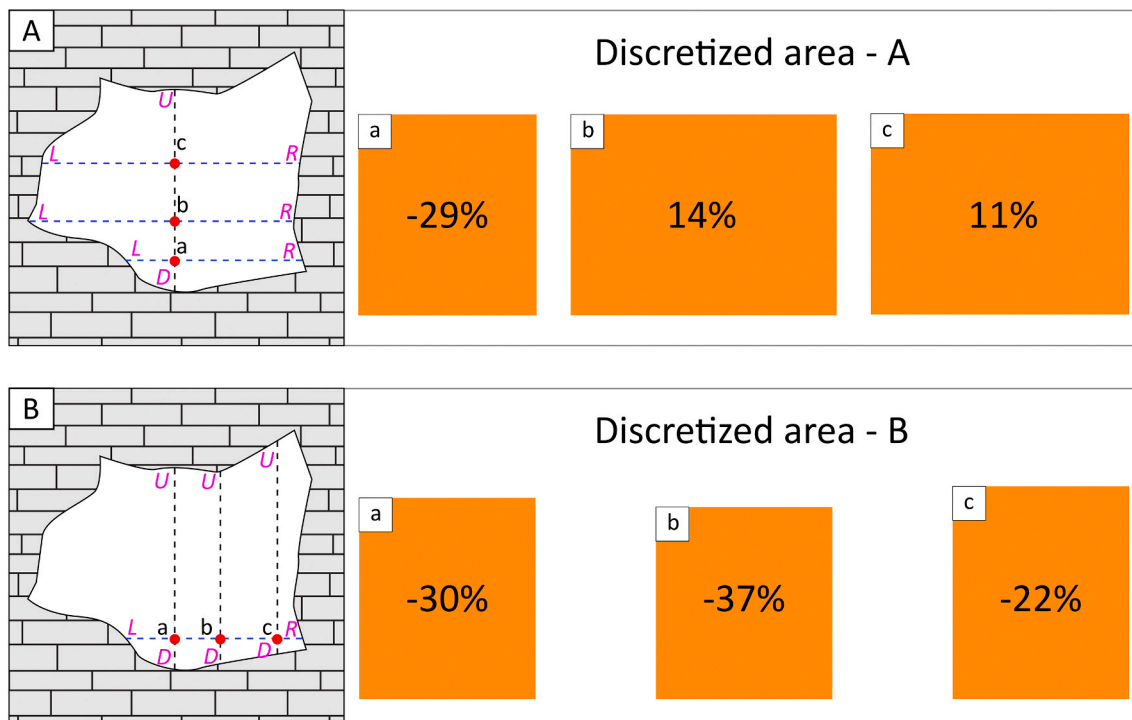 A
Discretized area - A
U
c
L
R
b
L
R
L
a
R
D
a
-29%
b
14%
c
11%
B
Discretized area - B
U
U
U
L
a
b
c
R
D
D
D
a
-30%
b
-37%
c
-22%